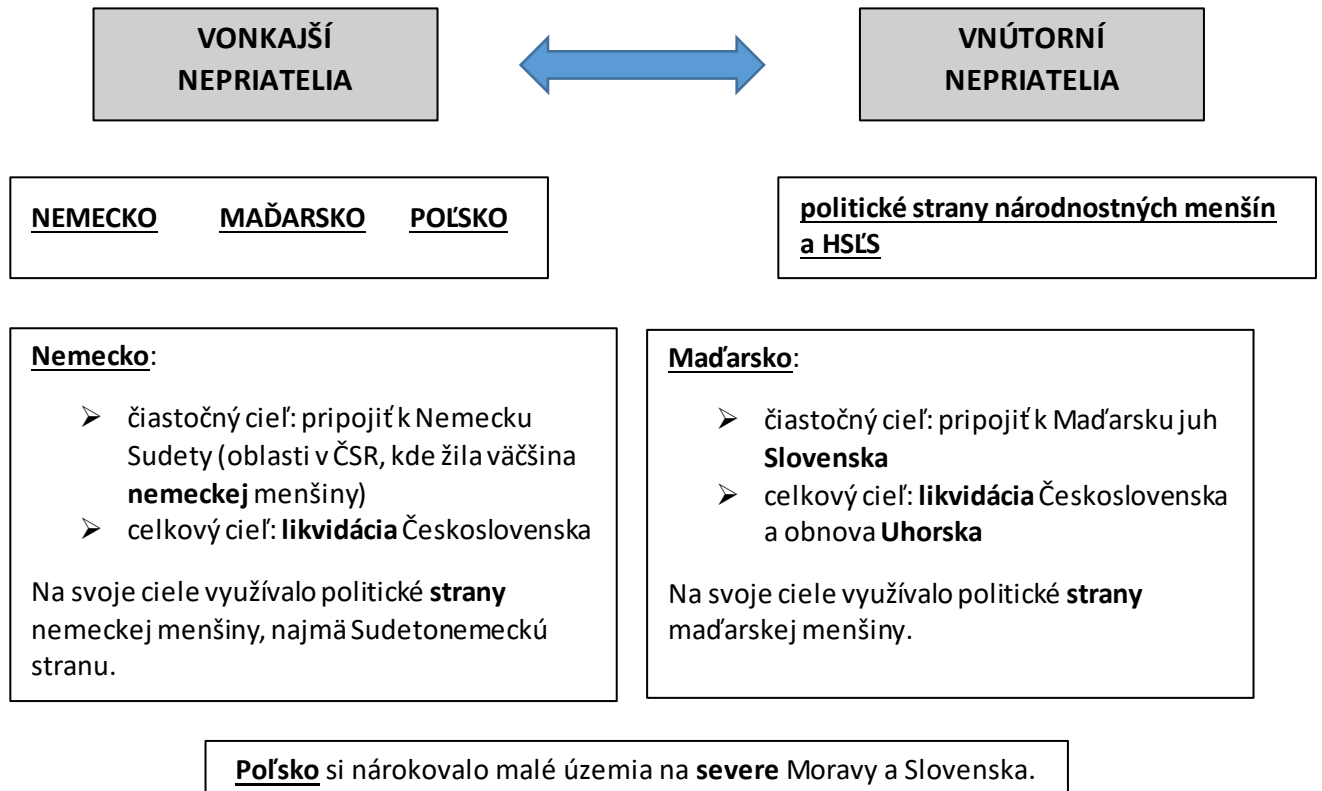 VONKAJŠÍ
NEPRIATELIA
VNÚTORNÍ
NEPRIATELIA
NEMECKO MAĎARSKO POĽSKO
politické strany národnostných menšín
a HSĽS
Nemecko:
➢ čiastočný cieľ: pripojiť k Nemecku
Sudety (oblasti v ČSR, kde žila väčšina
nemeckej menšiny)
➢ celkový cieľ: likvidácia Československa
Na svoje ciele využívalo politické strany
nemeckej menšiny, najmä Sudetonemeckú
stranu.
Maďarsko:
➢ čiastočný cieľ: pripojiť k Maďarsku juh
Slovenska
➢ celkový cieľ: likvidácia Československa
a obnova Uhorska
Na svoje ciele využívalo politické strany
maďarskej menšiny.
Poľsko si nárokovalo malé územia na severe Moravy a Slovenska.